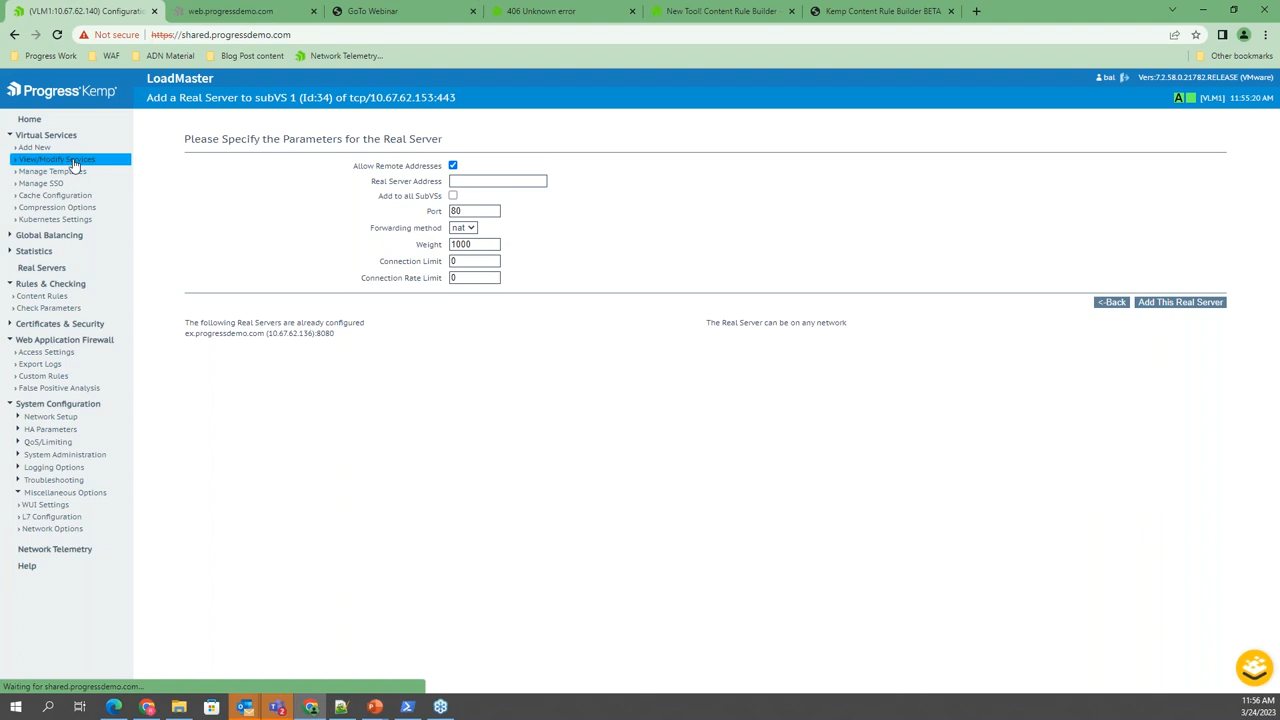 (VLM1:10.67.62.140) Configuratic
web.progressdemo.com
GoTo Webinar
406 Unknown error
New Tool! Content Rule Builder -
Kemp Content Rule Builder BETA
Not secure https://shared.progressdemo.com
Progress Work
WAF
ADN Material
Blog Post content
Network Telemetry...
Other bookmarks
Progress® Kemp®
LoadMaster
bal
Vers:7.2.58.0.21782.RELEASE (VMware)
Add a Real Server to subVS 1 (Id:34) of tcp/10.67.62.153:443
A [VLM1] 11:55:20 AM
Home
Virtual Services
Add New
View/Modify Services
Manage Templates
Manage SSO
Cache Configuration
Compression Options
Kubernetes Settings
Global Balancing
Statistics
Real Servers
Rules & Checking
Content Rules
Check Parameters
Certificates & Security
Web Application Firewall
Access Settings
Export Logs
Custom Rules
False Positive Analysis
System Configuration
Network Setup
HA Parameters
QoS/Limiting
System Administration
Logging Options
Troubleshooting
Miscellaneous Options
WUI Settings
L7 Configuration
Network Options
Network Telemetry
Help
Please Specify the Parameters for the Real Server
Allow Remote Addresses
Real Server Address
Add to all SubVSs
Port 80
Forwarding method nat
Weight 1000
Connection Limit 0
Connection Rate Limit 0
<-Back
Add This Real Server
The following Real Servers are already configured
ex.progressdemo.com (10.67.62.136):8080
The Real Server can be on any network
Waiting for shared.progressdemo.com...
11:56 AM
3/24/2023